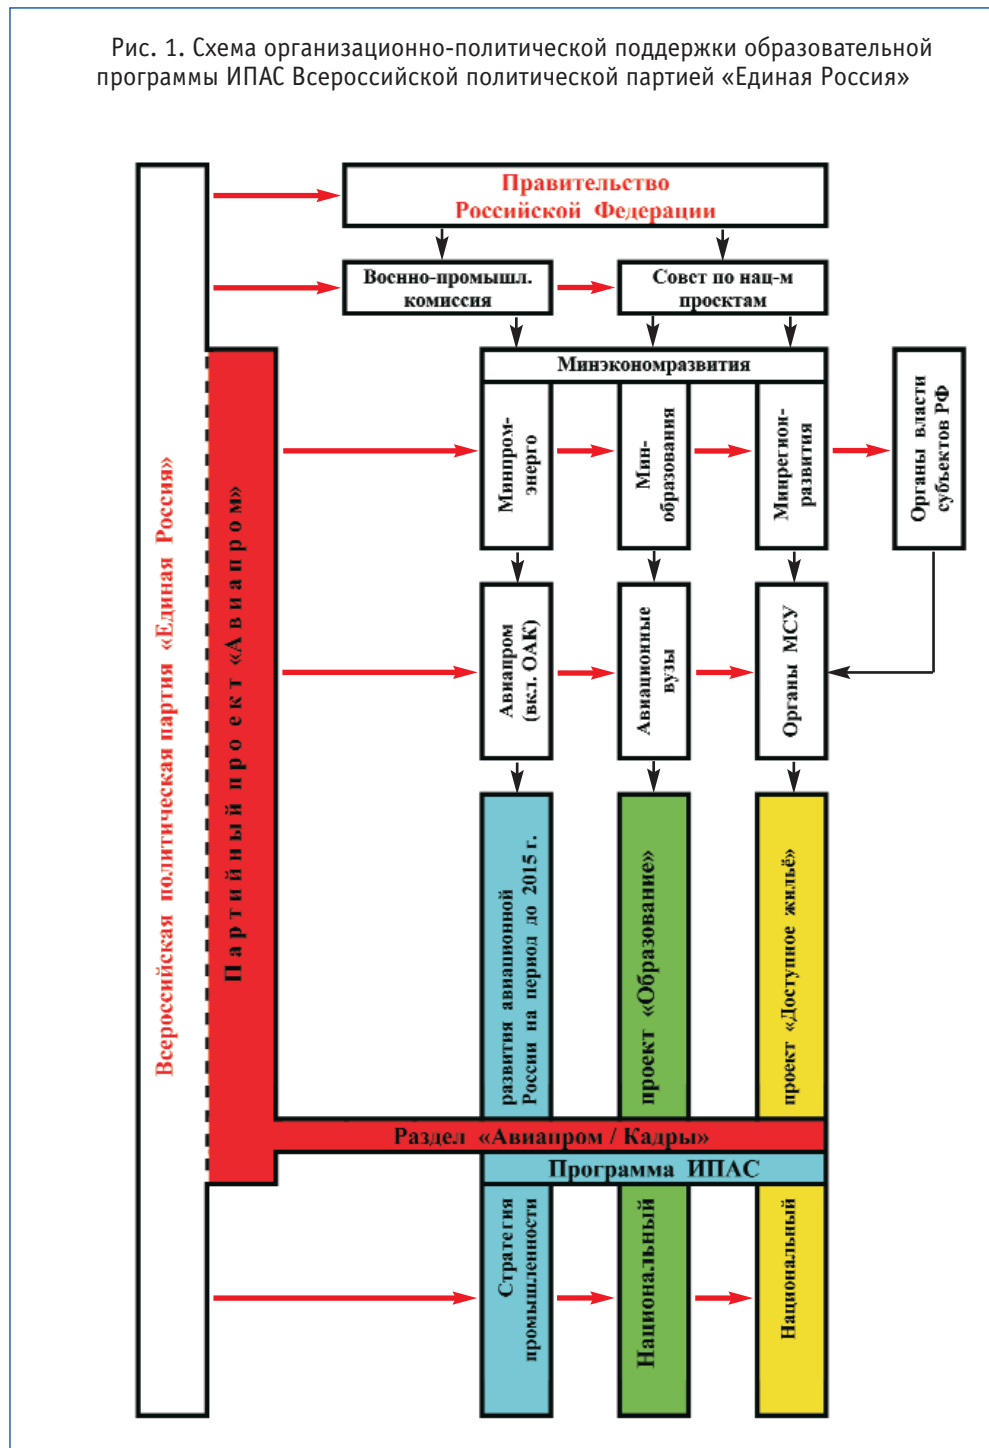 Рис. 1. Схема организационно-политической поддержки образовательной
программы ИПАС Всероссийской политической партией «Единая Россия»
Правительство
Российской Федерации
Военно-промышл.
комиссия
Совет по нац-м
проектам
Минэкономразвития
Минпром-
энерго
Мин-
образования
Минрегион-
развития
Органы власти
субъектов РФ
Всероссийская политическая партия «Единая Россия»
Партийный проект «Авиапром»
Авиапром
(вкл. ОАК)
Авиационные
вузы
Органы МСУ
развития авиационной
России на период до 2015 г.
проект «Образование»
проект «Доступное жильё»
Раздел «Авиапром / Кадры»
Программа ИПАС
Стратегия
промышленности
Национальный
Национальный